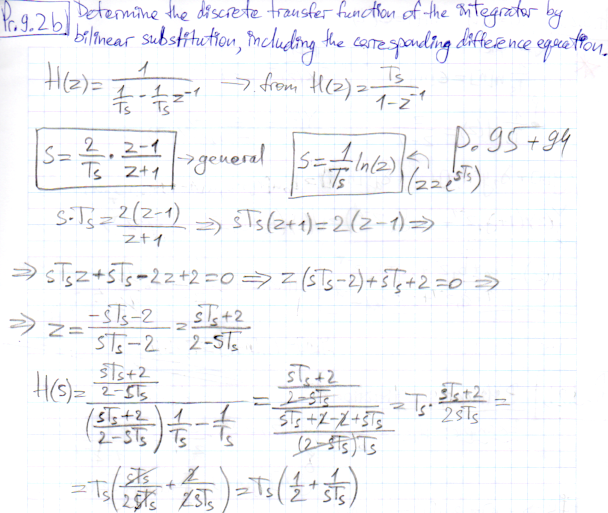 Pr.9.2b) Determine the discrete transfer function of the integrator by
bilinear substitution, including the corresponding difference equation.
H(z)= 1/(1/Ts - 1/Ts z^-1) → from H(z)= Ts/(1-z^-1)
S= 2/Ts · (z-1)/(z+1) → general S= 1/Ts ln(z) ← (z=e^sTs) P. 95+94
s·Ts= 2(z-1)/(z+1) ⇒ sTs(z+1)=2(z-1) ⇒
⇒ sTsz+sTs-2z+2=0 ⇒ z(sTs-2)+sTs+2=0 ⇒
⇒ z= (-sTs-2)/(sTs-2) = (sTs+2)/(2-sTs)
H(s)= ((sTs+2)/(2-sTs))/(((sTs+2)/(2-sTs)) 1/Ts - 1/Ts) = ((sTs+2)/(2-sTs))/((sTs+2-2+sTs)/((2-sTs)Ts)) = Ts· (sTs+2)/(2sTs) =
=Ts(sTs/(2sTs) + 2/(2sTs)) = Ts(1/2 + 1/(sTs))